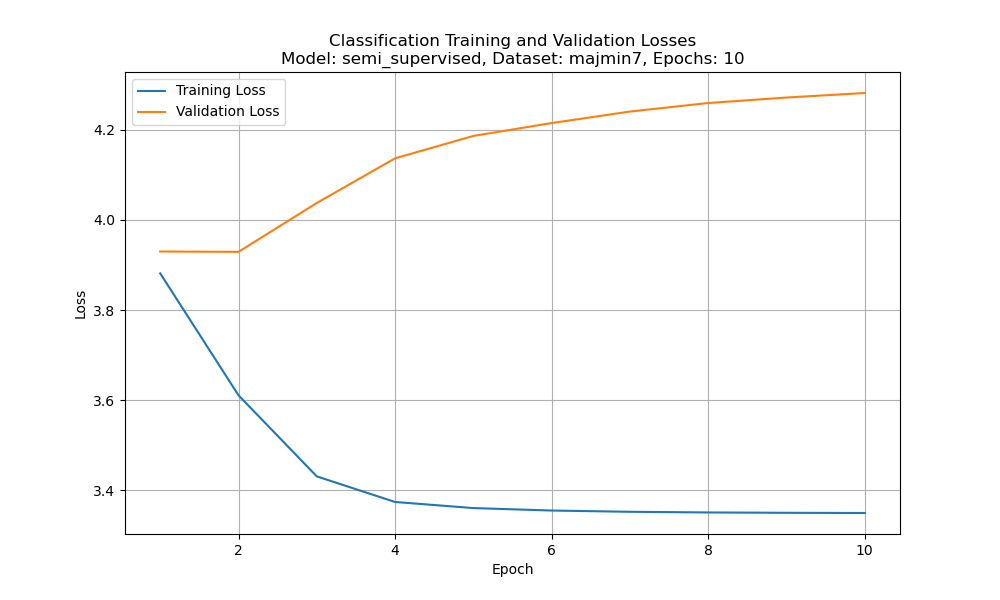 Classification Training and Validation Losses
Model: semi_supervised, Dataset: majmin7, Epochs: 10
Training Loss
Validation Loss
4.2
4.0
3.8
3.6
3.4
Loss
2
4
6
8
10
Epoch